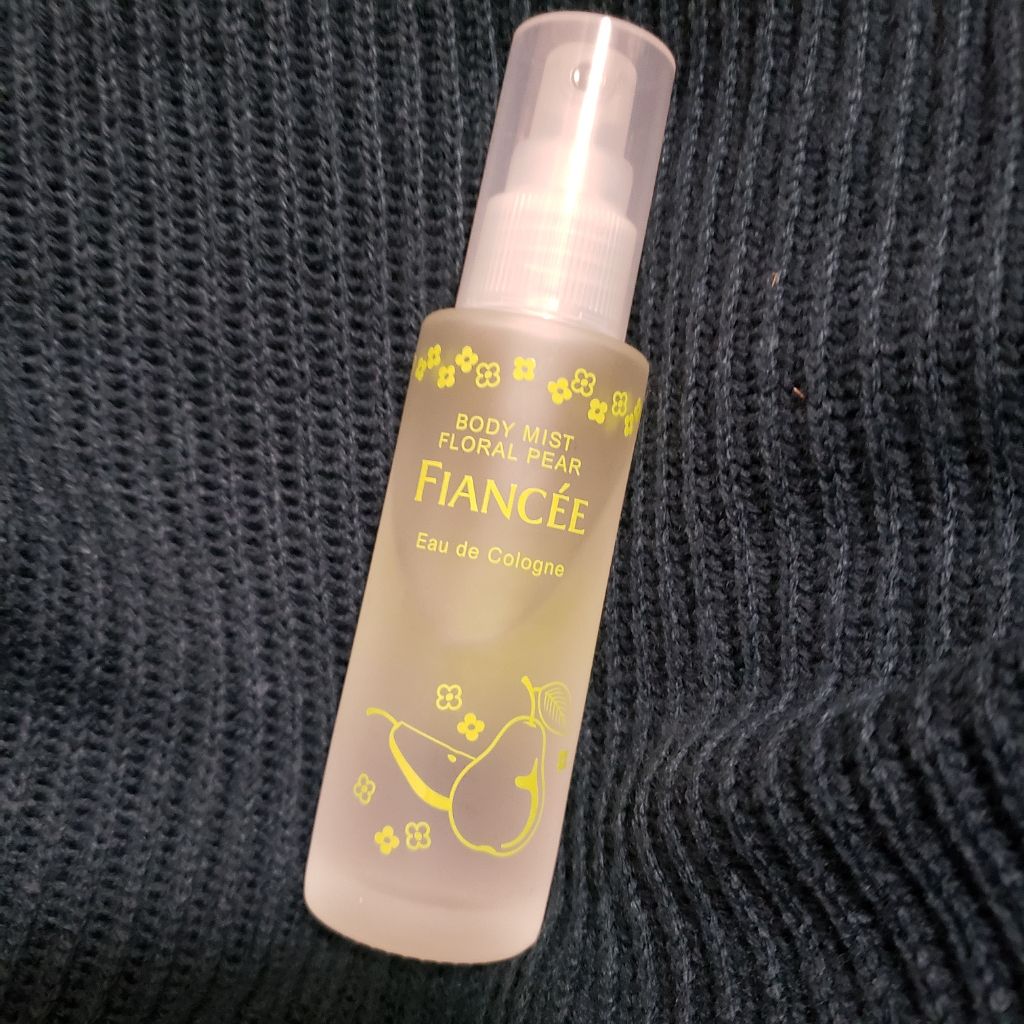 BODY MIST
FLORAL PEAR
FIANCÉE
Eau de Cologne